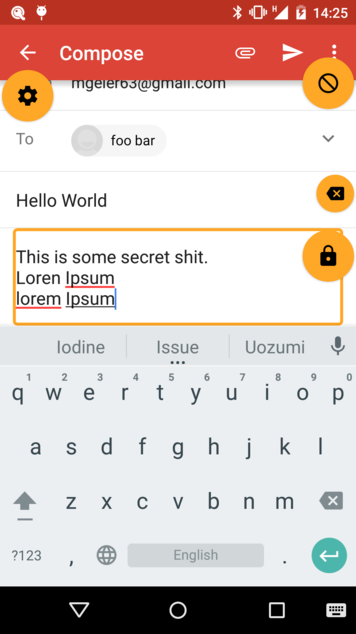 H
14:25
Compose
mgeier63@gmail.com
To
foo bar
Hello World
This is some secret shit.
Loren Ipsum
lorem Ipsum
Iodine Issue Uozumi
1 2 3 4 5 6 7 8 9 0
q w e r t y u i o p
a s d f g h j k l
z x c v b n m
?123 , English .